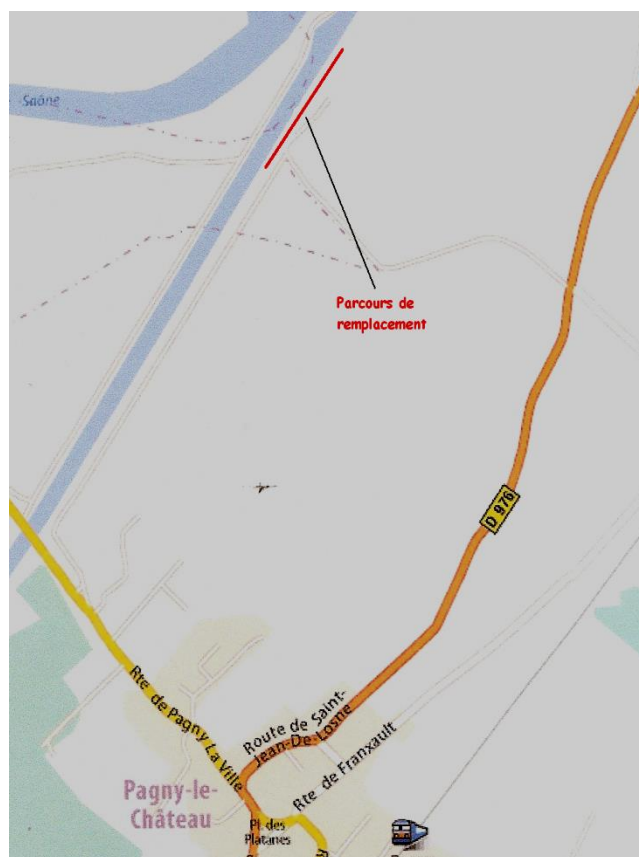 Saône
Parcours de
remplacement
D 976
Rte de Pagny La Ville
Route de Saint-
Jean-De-Losne
Rte de Franxault
Pagny-le-
Château
Pl. des
Platanes